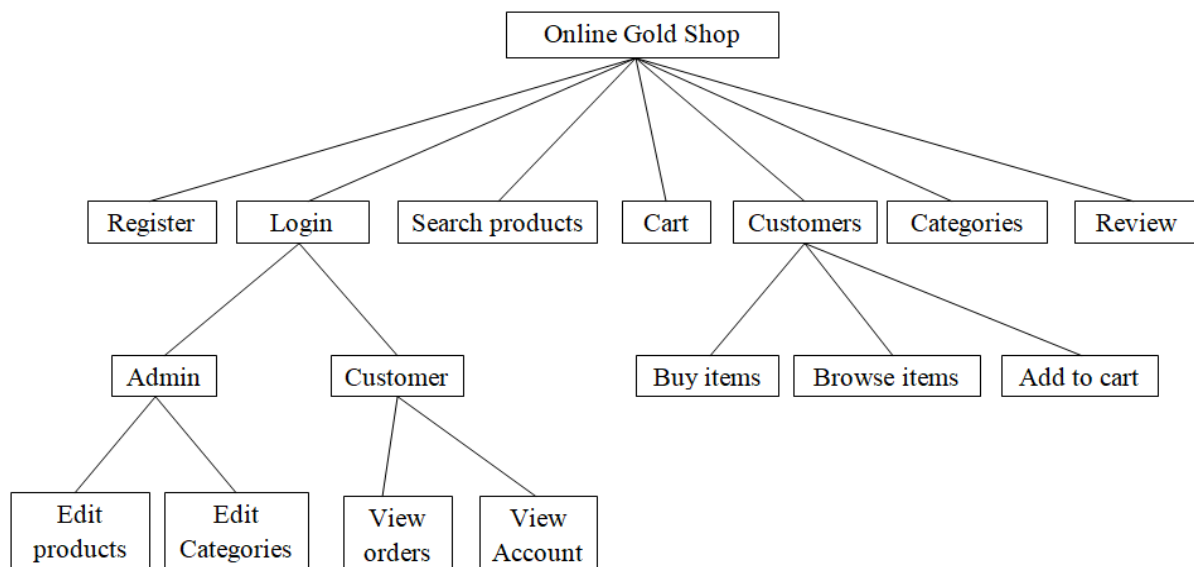 Online Gold Shop
Register
Login
Search products
Cart
Customers
Categories
Review
Admin
Customer
Buy items
Browse items
Add to cart
Edit
products
Edit
Categories
View
orders
View
Account